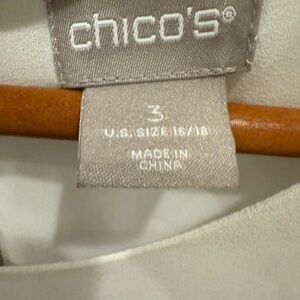 chico's®
3
U.S. SIZE 16/18
MADE IN
CHINA